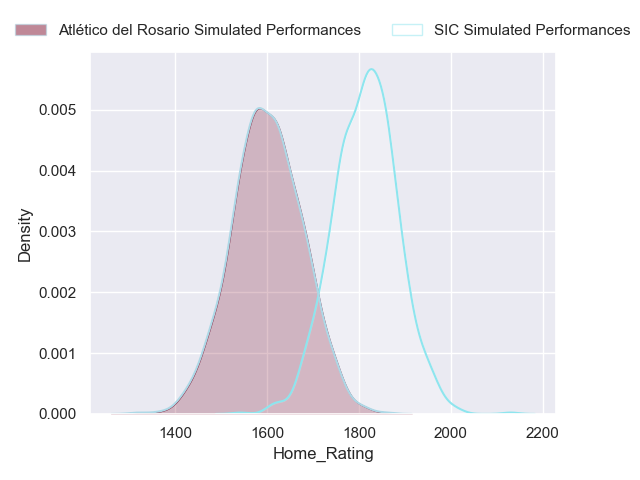 Atlético del Rosario Simulated Performances
SIC Simulated Performances
0.005
0.004
0.003
0.002
0.001
0.000
Density
1400
1600
1800
2000
2200
Home_Rating